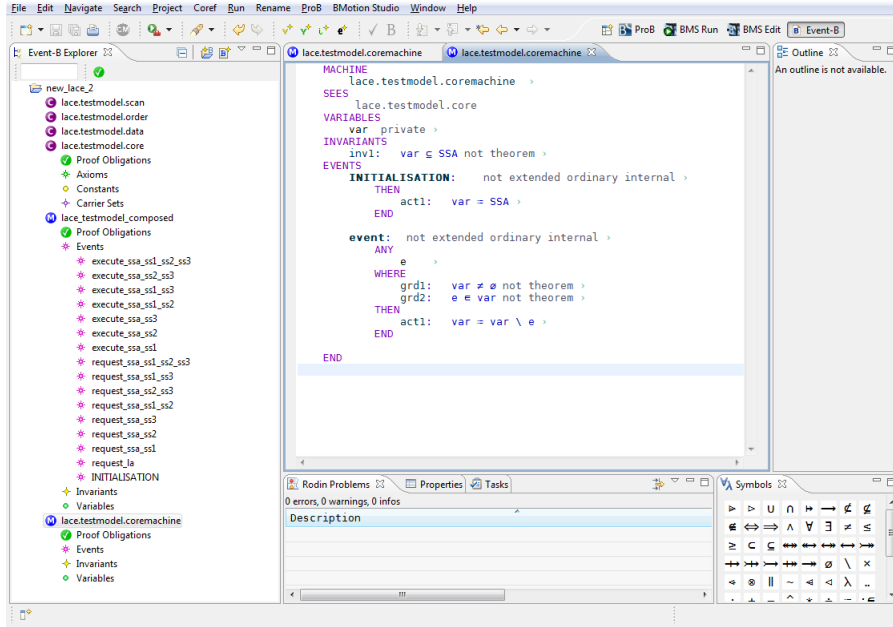 File Edit Navigate Search Project Coref Run Rename ProB BMotion Studio Window Help
ProB BMS Run BMS Edit Event-B
Event-B Explorer
new_lace_2
lace.testmodel.scan
lace.testmodel.order
lace.testmodel.data
lace.testmodel.core
Proof Obligations
Axioms
Constants
Carrier Sets
lace_testmodel_composed
Proof Obligations
Events
execute_ssa_ss1_ss2_ss3
execute_ssa_ss2_ss3
execute_ssa_ss1_ss3
execute_ssa_ss1_ss2
execute_ssa_ss3
execute_ssa_ss2
execute_ssa_ss1
request_ssa_ss1_ss2_ss3
request_ssa_ss1_ss3
request_ssa_ss2_ss3
request_ssa_ss1_ss2
request_ssa_ss3
request_ssa_ss2
request_ssa_ss1
request_la
INITIALISATION
Invariants
Variables
lace.testmodel.coremachine
Proof Obligations
Events
Invariants
Variables
lace.testmodel.coremachine lace.testmodel.coremachine
MACHINE
lace.testmodel.coremachine ›
SEES
lace.testmodel.core
VARIABLES
var private ›
INVARIANTS
inv1: var ⊆ SSA not theorem ›
EVENTS
INITIALISATION: not extended ordinary internal ›
THEN
act1: var ≔ SSA ›
END
event: not extended ordinary internal ›
ANY
e ›
WHERE
grd1: var ≠ ∅ not theorem ›
grd2: e ∈ var not theorem ›
THEN
act1: var ≔ var \ e ›
END
END
Outline
An outline is not available.
Rodin Problems Properties Tasks
0 errors, 0 warnings, 0 infos
Description
Symbols
⩥ ▷ ∪ ∩ ↦ → ⊄ ⊈
∉ ⇔ ⇒ ∧ ∀ ∃ ≠ ≤
≥ ⊂ ⊆
∅ \ ×
⊗ ∥ ∼ ⩤ ◁ λ ‥